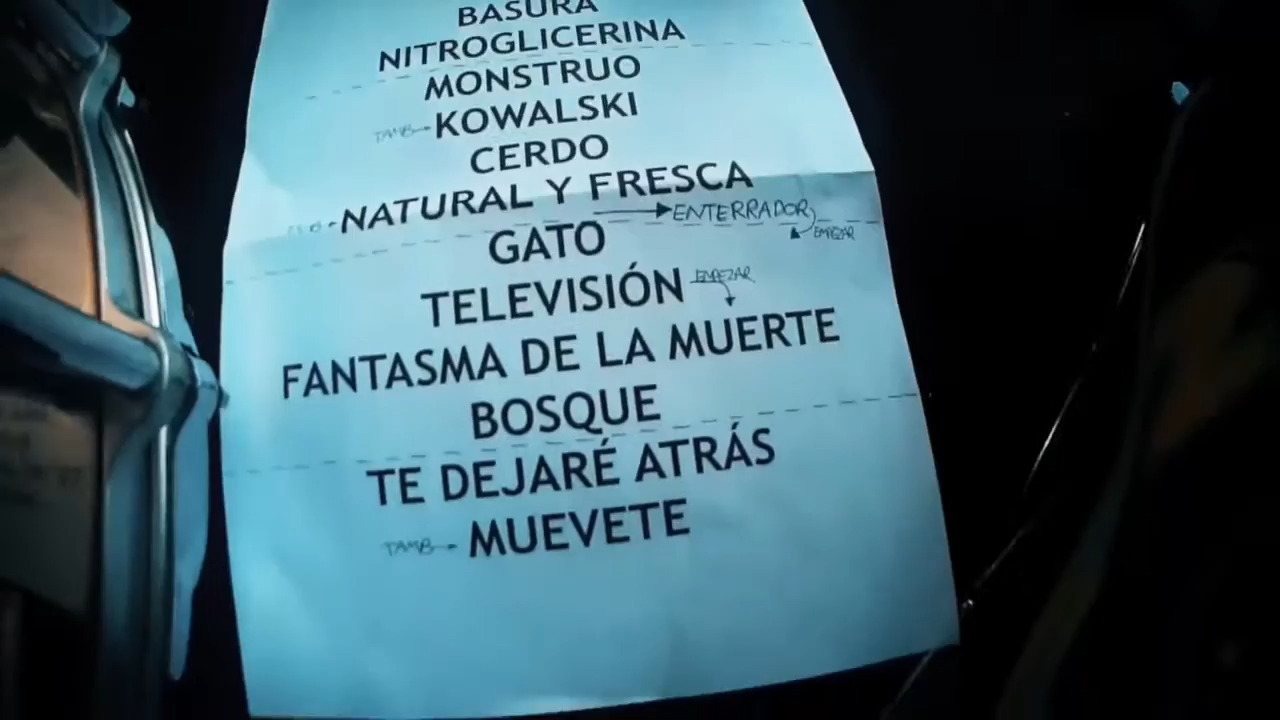 BASURA
NITROGLICERINA
MONSTRUO
TAMB KOWALSKI
CERDO
NATURAL Y FRESCA
ENTERRADOR
GATO
EMPEZAR
TELEVISIÓN EMPEZAR
FANTASMA DE LA MUERTE
BOSQUE
TE DEJARÉ ATRÁS
TAMB MUEVETE